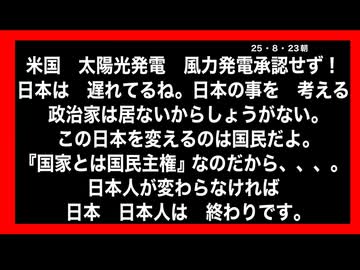 25・8・23朝
米国　太陽光発電　風力発電承認せず！
日本は　遅れてるね。日本の事を　考える
政治家は居ないからしょうがない。
この日本を変えるのは国民だよ。
『国家とは国民主権』なのだから、、、、。
日本人が変わらなければ
日本　日本人は　終わりです。